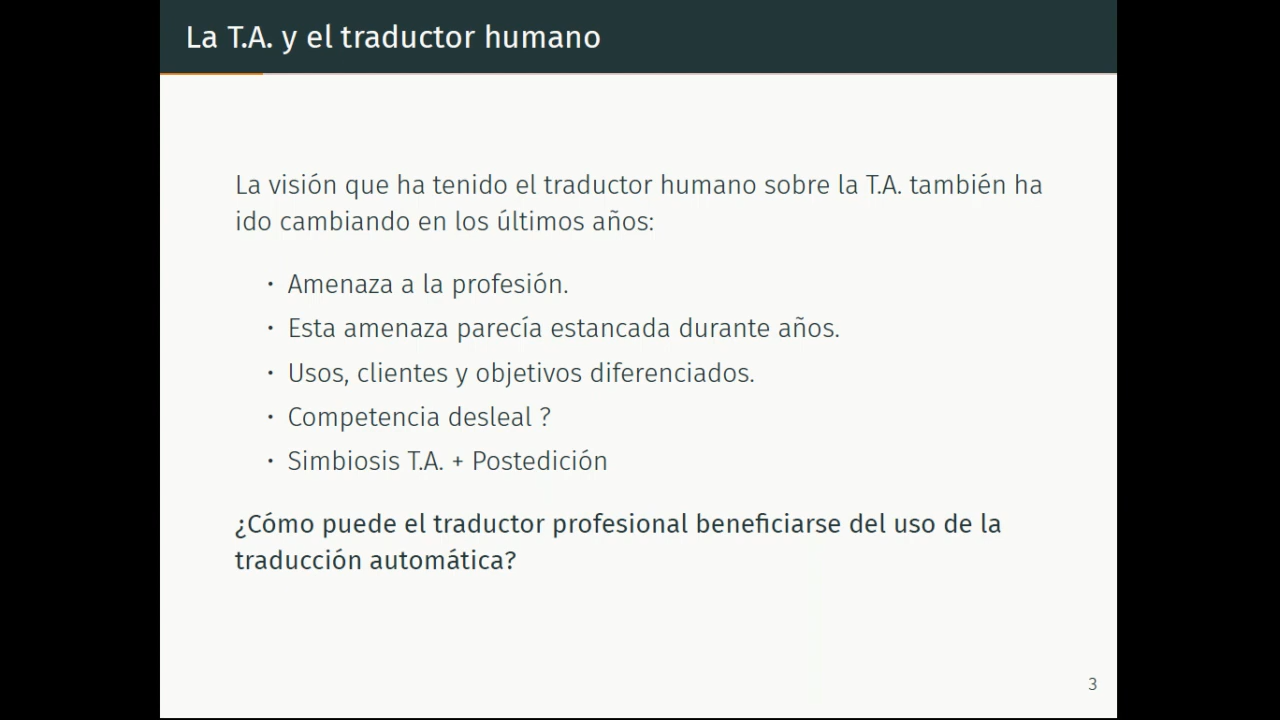 La T.A. y el traductor humano
La visión que ha tenido el traductor humano sobre la T.A. también ha
ido cambiando en los últimos años:
· Amenaza a la profesión.
· Esta amenaza parecía estancada durante años.
· Usos, clientes y objetivos diferenciados.
· Competencia desleal ?
· Simbiosis T.A. + Postedición
¿Cómo puede el traductor profesional beneficiarse del uso de la
traducción automática?
3